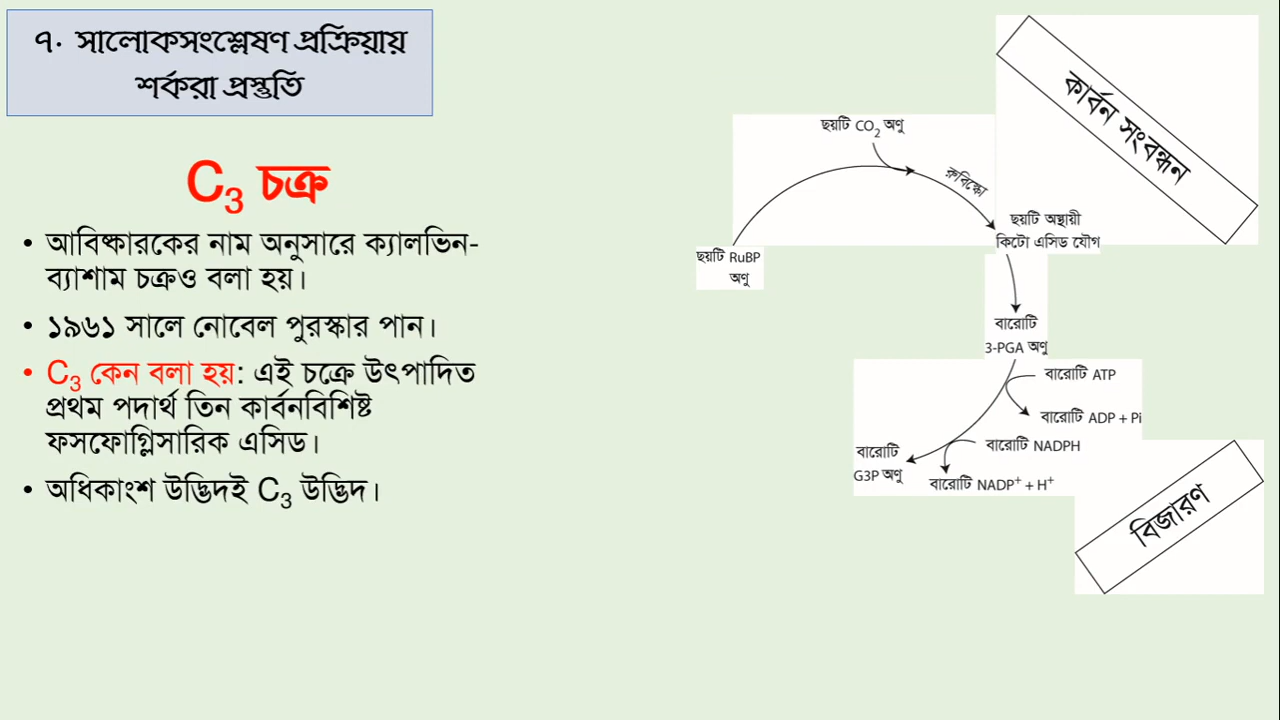 ৭. সালোকসংশ্লেষণ প্রক্রিয়ায়
শর্করা প্রস্তুতি
C₃ চক্র
• আবিষ্কারকের নাম অনুসারে ক্যালভিন-
ব্যাশাম চক্রও বলা হয়।
• ১৯৬১ সালে নোবেল পুরস্কার পান।
• C₃ কেন বলা হয়: এই চক্রে উৎপাদিত
প্রথম পদার্থ তিন কার্বনবিশিষ্ট
ফসফোগ্লিসারিক এসিড।
• অধিকাংশ উদ্ভিদই C₃ উদ্ভিদ।
কার্বন সংবন্ধন
ছয়টি CO₂ অণু
রুবিস্কো
ছয়টি RuBP
অণু
ছয়টি অস্থায়ী
কিটো এসিড যৌগ
বারোটি
3-PGA অণু
বারোটি ATP
বারোটি ADP + Pi
বারোটি NADPH
বারোটি NADP⁺ + H⁺
বারোটি
G3P অণু
বিজারণ